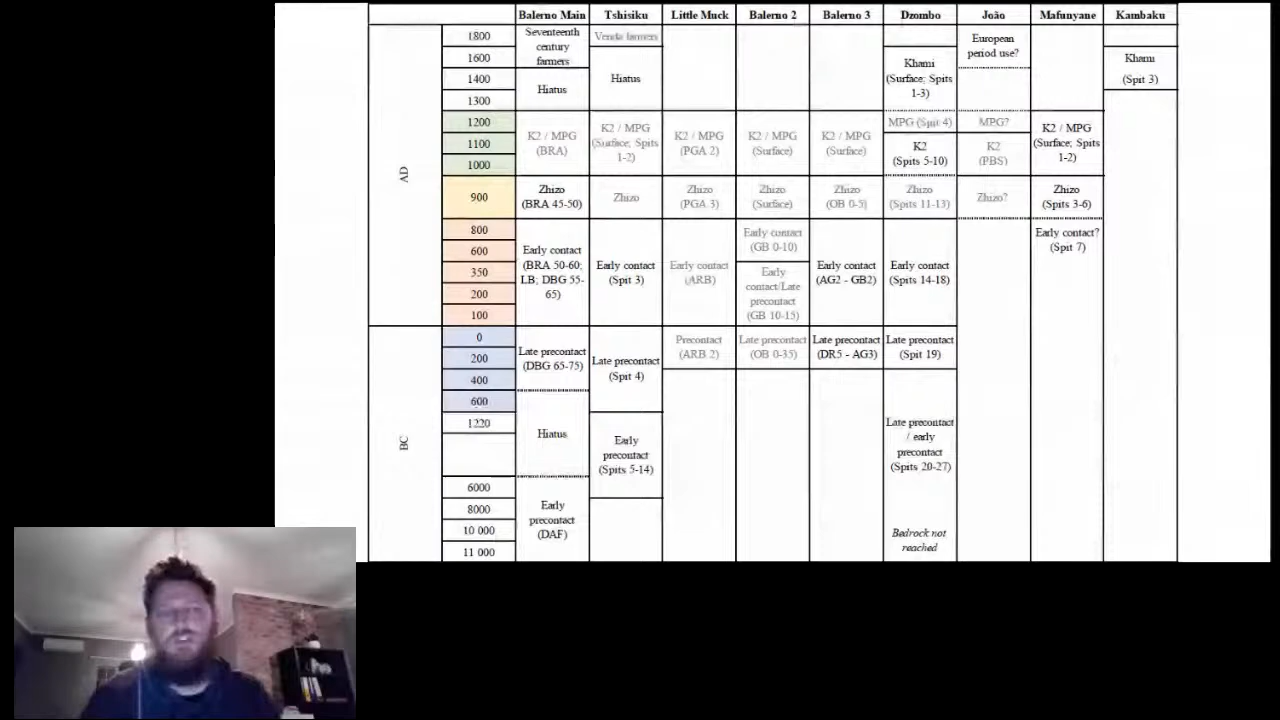 Balerno Main Tshisiku Little Muck Balerno 2 Balerno 3 Dzombo João Mafunyane Kambaku
AD
1800
1600
1400
1300
1200
1100
1000
900
800
600
350
200
100
BC
0
200
400
600
1220
6000
8000
10 000
11 000
Seventeenth
century
farmers
Hiatus
K2 / MPG
(BRA)
Zhizo
(BRA 45-50)
Early contact
(BRA 50-60;
LB; DBG 55-
65)
Late precontact
(DBG 65-75)
Hiatus
Early
precontact
(DAF)
Venda farmers
Hiatus
K2 / MPG
(Surface; Spits
1-2)
Zhizo
Early contact
(Spit 3)
Late precontact
(Spit 4)
Early
precontact
(Spits 5-14)
K2 / MPG
(PGA 2)
Zhizo
(PGA 3)
Early contact
(ARB)
Precontact
(ARB 2)
K2 / MPG
(Surface)
Zhizo
(Surface)
Early contact
(GB 0-10)
Early
contact/Late
precontact
(GB 10-15)
Late precontact
(OB 0-35)
K2 / MPG
(Surface)
Zhizo
(OB 0-5)
Early contact
(AG2 - GB2)
Late precontact
(DR5 - AG3)
Khami
(Surface; Spits
1-3)
MPG (Spit 4)
K2
(Spits 5-10)
Zhizo
(Spits 11-13)
Early contact
(Spits 14-18)
Late precontact
(Spit 19)
Late precontact
/ early
precontact
(Spits 20-27)
Bedrock not
reached
European
period use?
MPG?
K2
(PBS)
Zhizo?
K2 / MPG
(Surface; Spits
1-2)
Zhizo
(Spits 3-6)
Early contact?
(Spit 7)
Khami
(Spit 3)